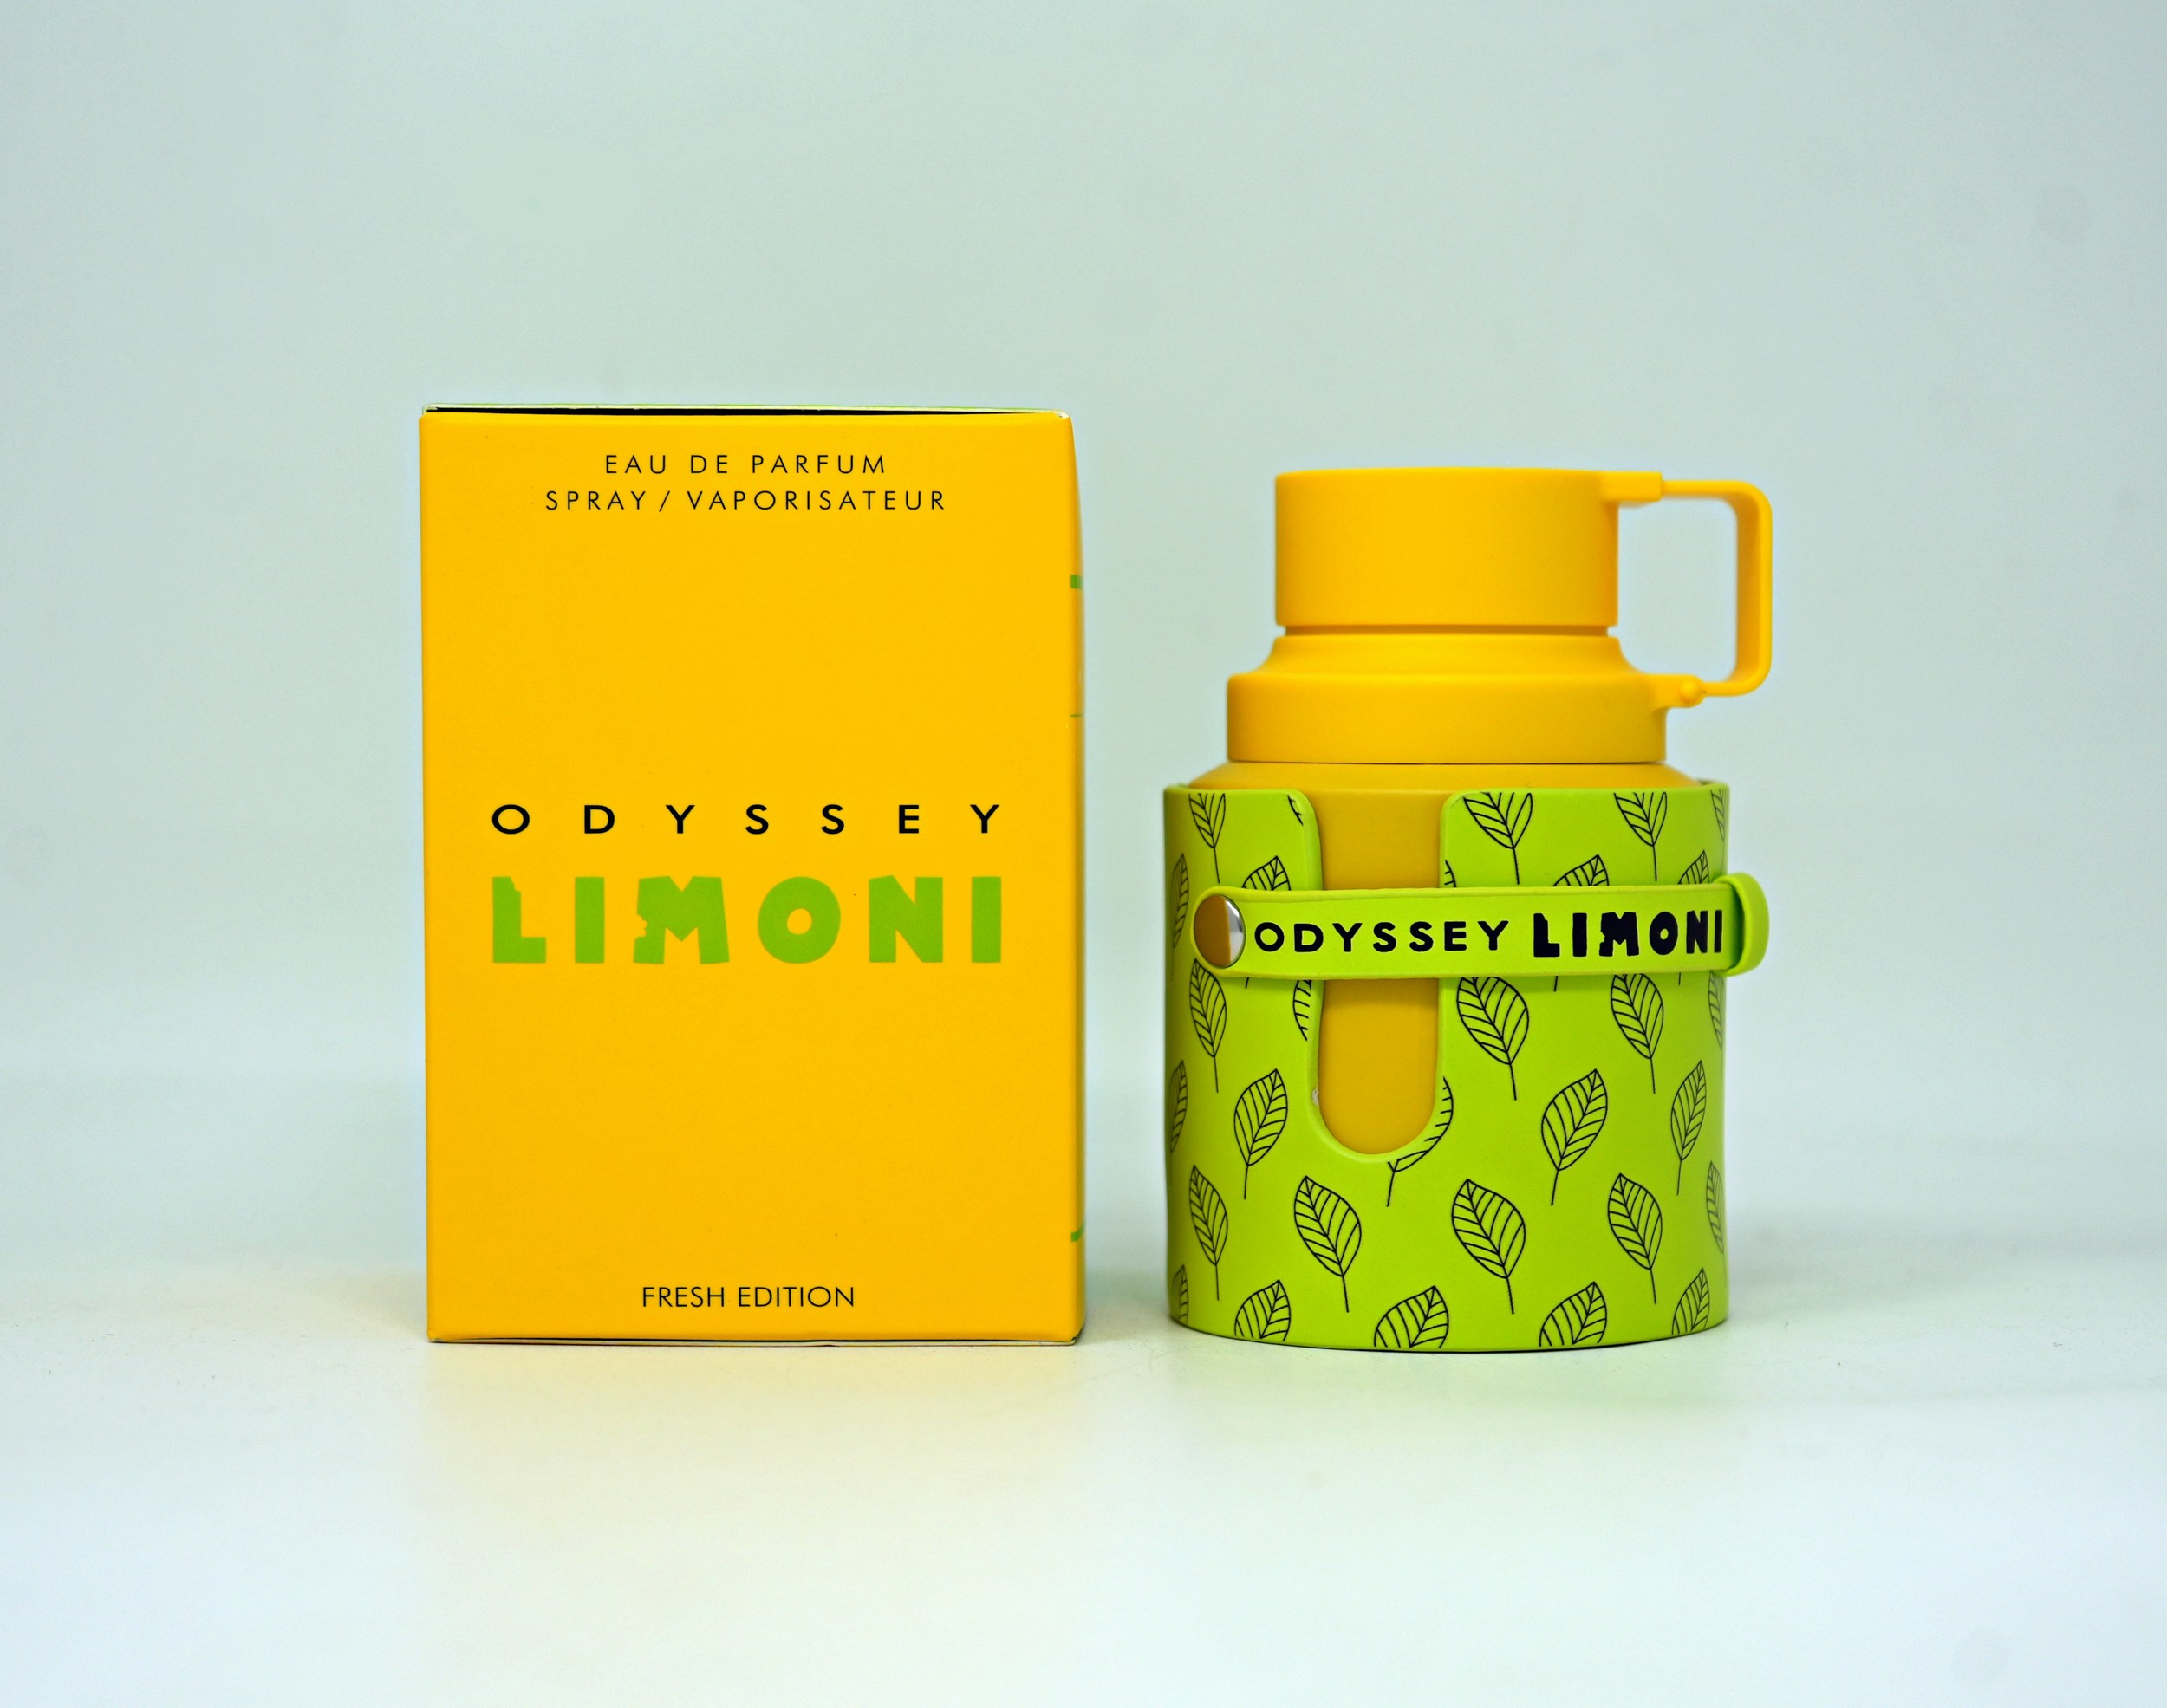 EAU DE PARFUM
SPRAY / VAPORISATEUR
ODYSSEY
LIMONI
FRESH EDITION
ODYSSEY LIMONI